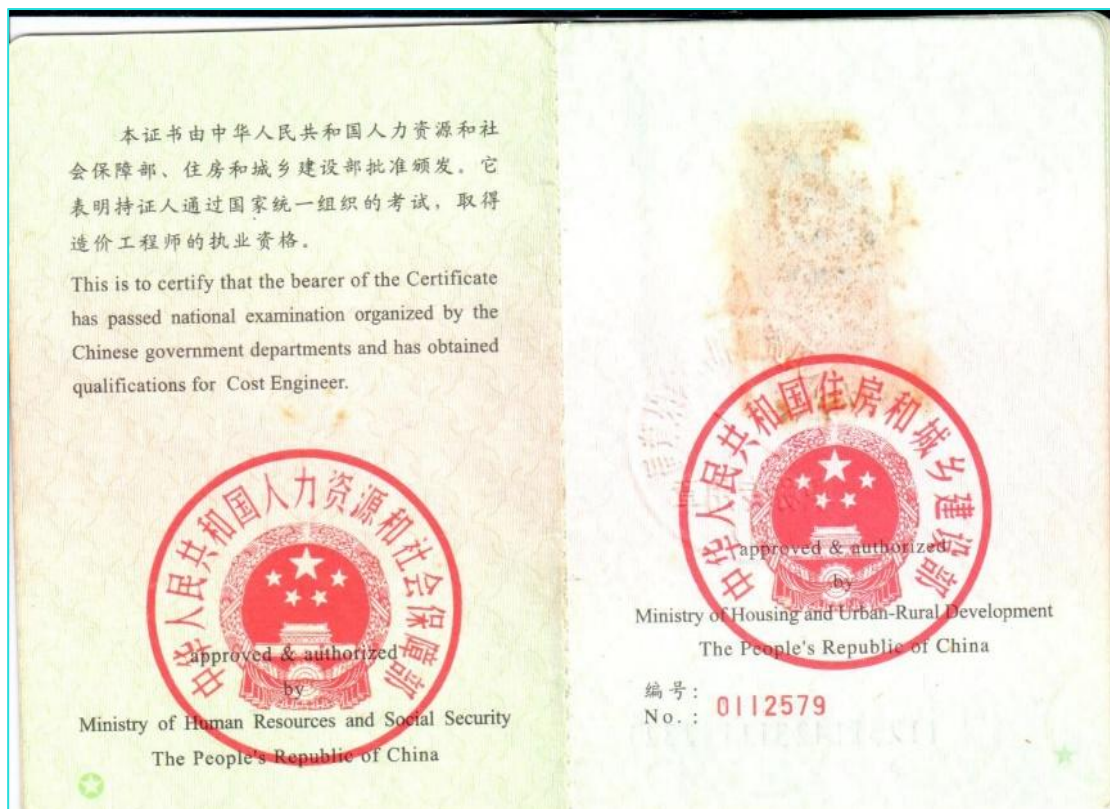 本证书由中华人民共和国人力资源和社
会保障部、住房和城乡建设部批准颁发。它
表明持证人通过国家统一组织的考试，取得
造价工程师的执业资格。
This is to certify that the bearer of the Certificate
has passed national examination organized by the
Chinese government departments and has obtained
qualifications for Cost Engineer.
中华人民共和国人力资源和社会保障部
approved & authorized
by
Ministry of Human Resources and Social Security
The People's Republic of China
中华人民共和国住房和城乡建设部
approved & authorized
by
Ministry of Housing and Urban-Rural Development
The People's Republic of China
编号：
No.: 0112579